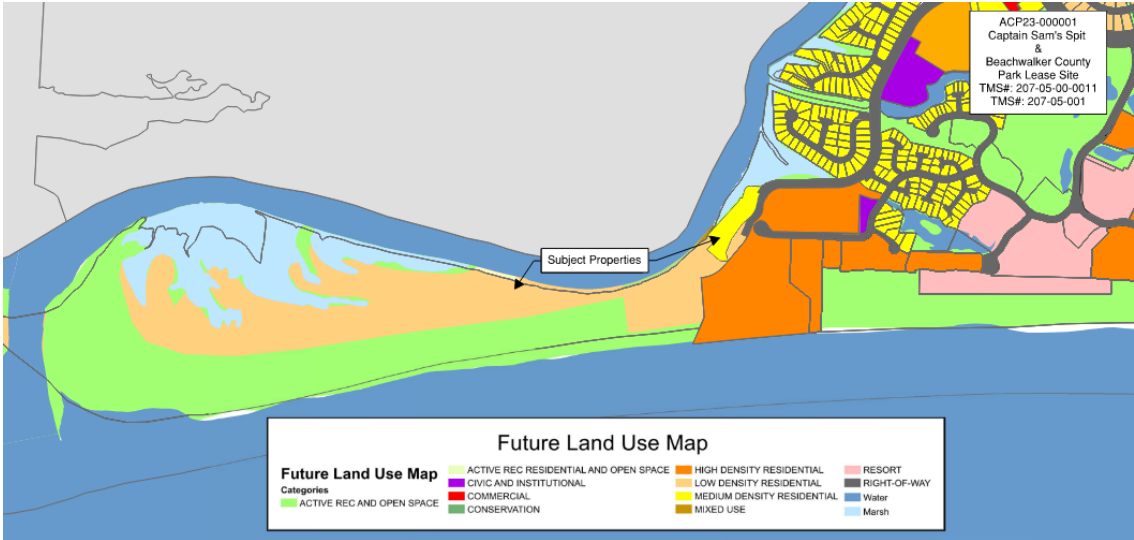 ACP23-000001
Captain Sam's Spit
&
Beachwalker County
Park Lease Site
TMS#: 207-05-00-0011
TMS#: 207-05-001
Subject Properties
Future Land Use Map
Future Land Use Map
Categories
ACTIVE REC AND OPEN SPACE
ACTIVE REC RESIDENTIAL AND OPEN SPACE
CIVIC AND INSTITUTIONAL
COMMERCIAL
CONSERVATION
HIGH DENSITY RESIDENTIAL
LOW DENSITY RESIDENTIAL
MEDIUM DENSITY RESIDENTIAL
MIXED USE
RESORT
RIGHT-OF-WAY
Water
Marsh